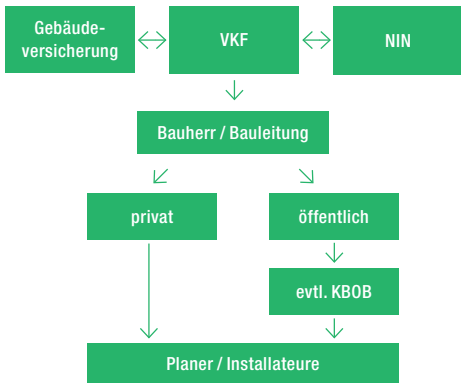 Gebäude-
versicherung
VKF
NIN
Bauherr / Bauleitung
privat
öffentlich
evtl. KBOB
Planer / Installateure